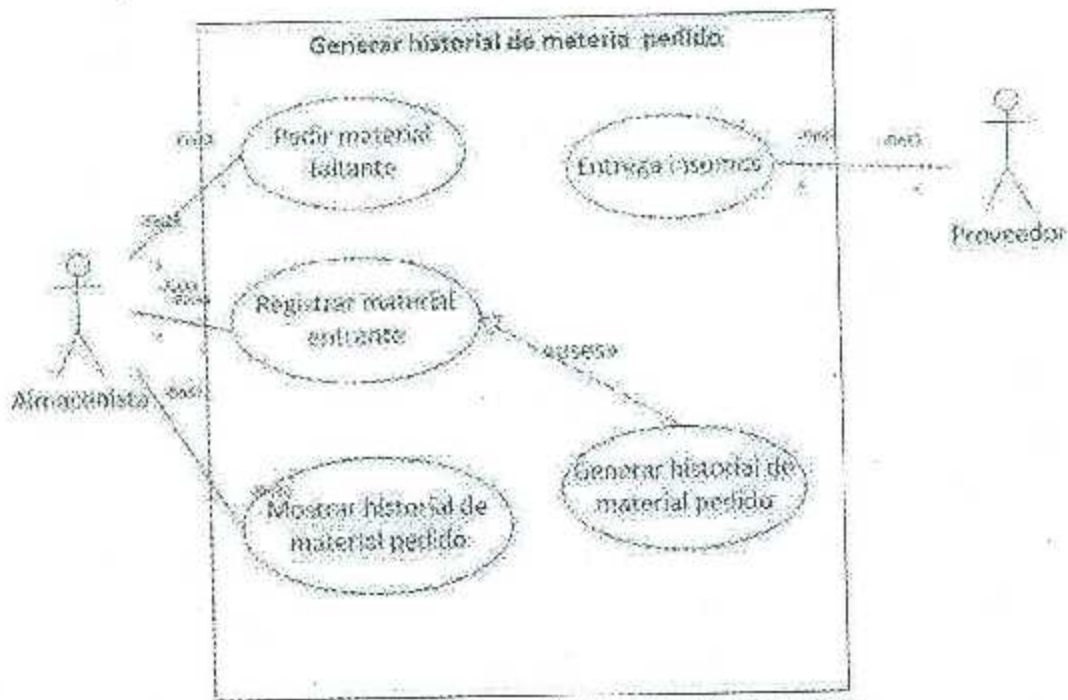 Generar historial de materia pedido
Pedir material
faltante
Entrega insumos
Proveedor
Registrar material
entrante
«uses»
Almacenista
Generar historial de
material pedido
Mostrar historial de
material pedido